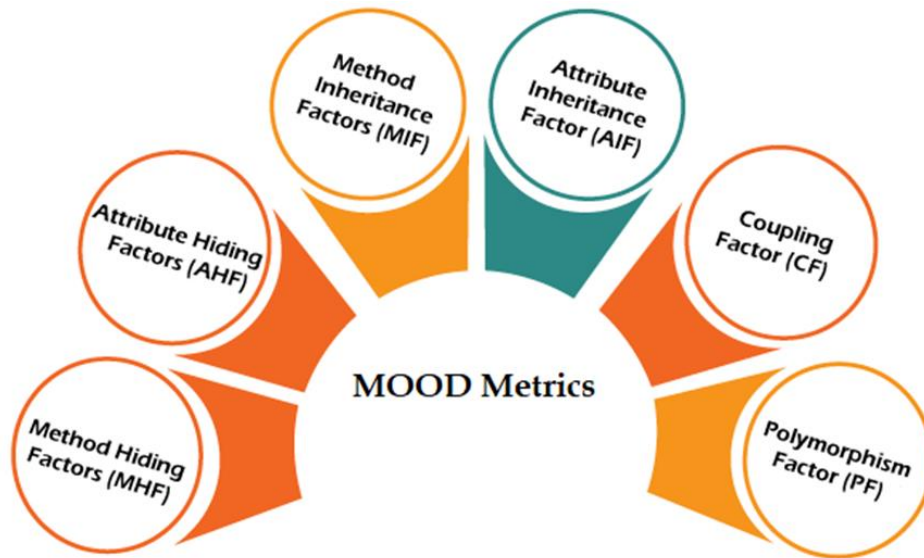 Method
Inheritance
Factors (MIF)
Attribute
Inheritance
Factor (AIF)
Attribute Hiding
Factors (AHF)
Coupling
Factor (CF)
MOOD Metrics
Method Hiding
Factors (MHF)
Polymorphism
Factor (PF)